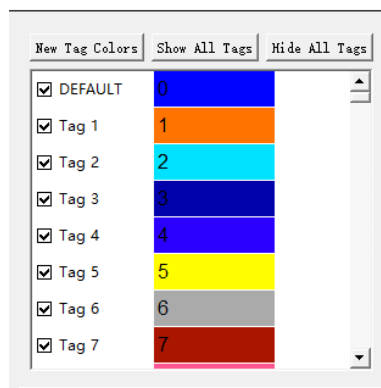 New Tag Colors Show All Tags Hide All Tags
DEFAULT 0
Tag 1 1
Tag 2 2
Tag 3 3
Tag 4 4
Tag 5 5
Tag 6 6
Tag 7 7